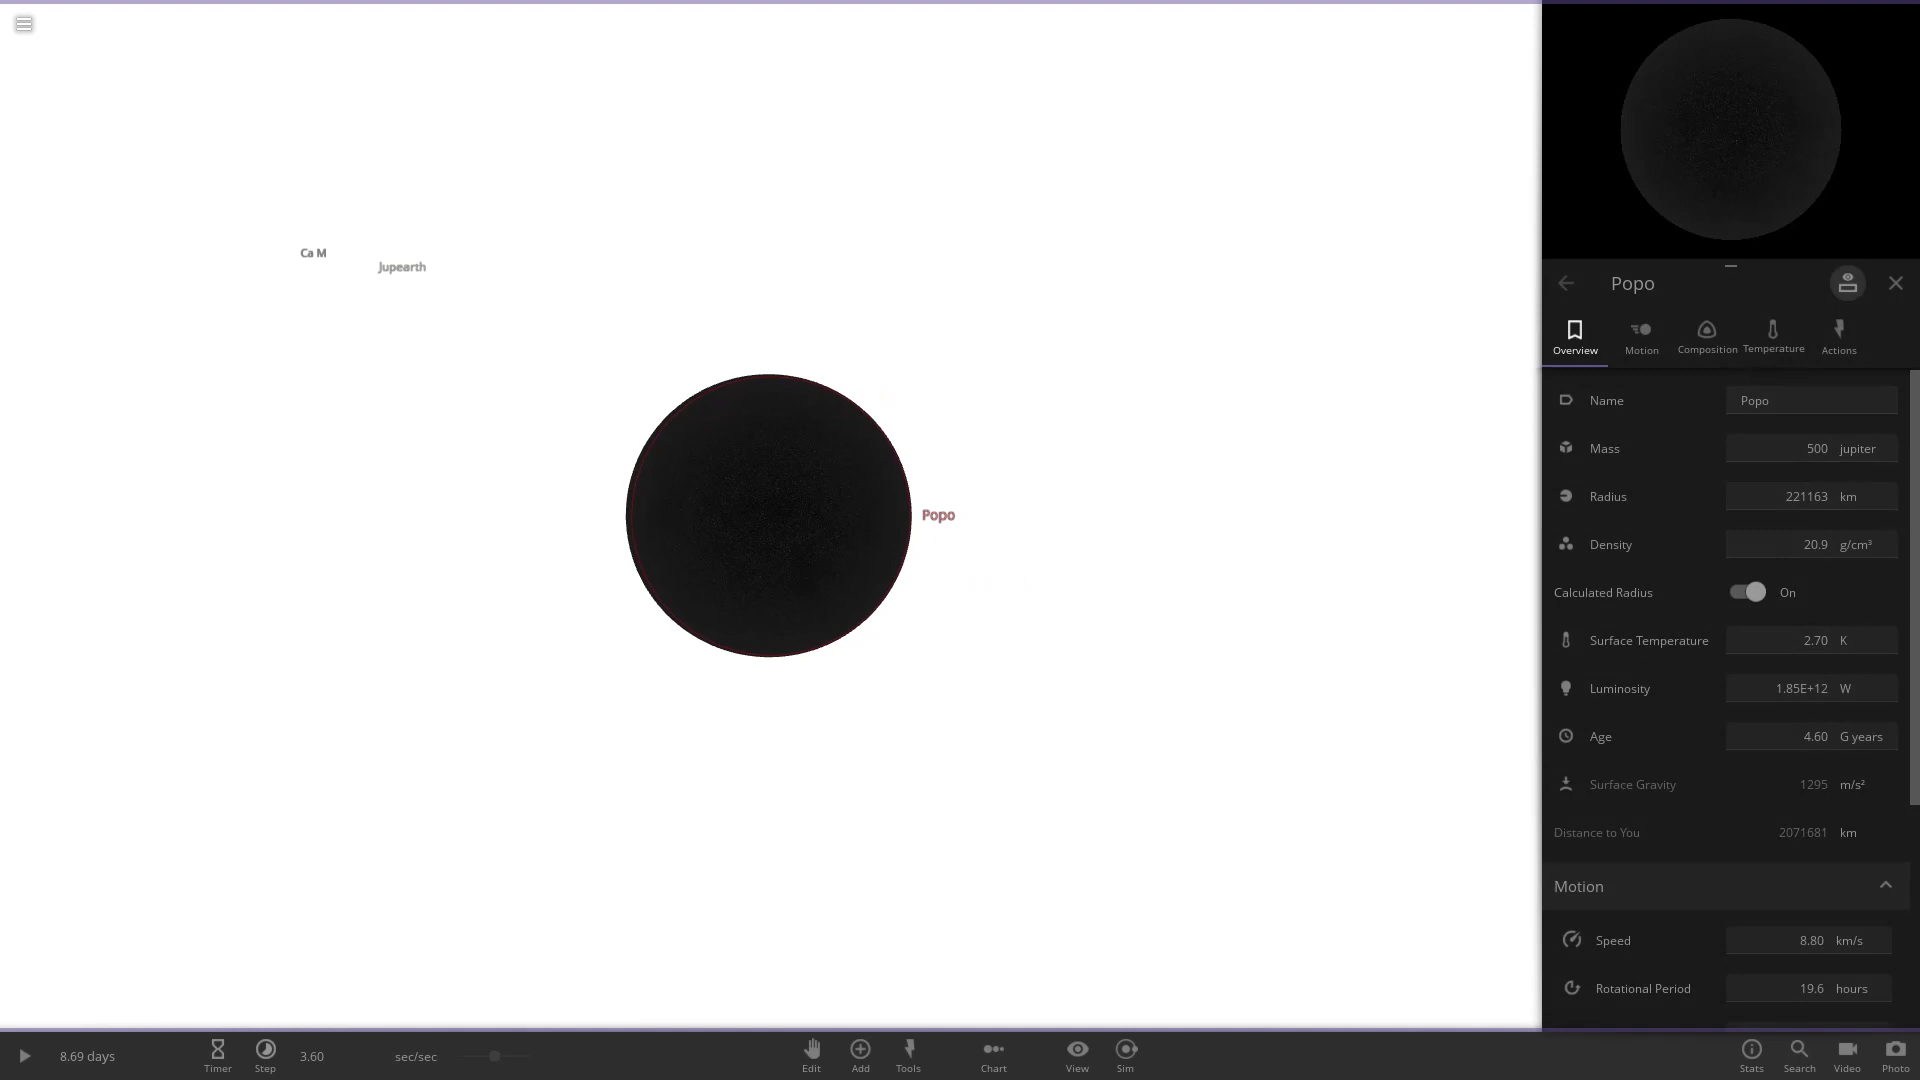 Ca M
Jupearth
Popo
Popo
Overview
Motion
Composition
Temperature
Actions
Name Popo
Mass 500 jupiter
Radius 221163 km
Density 20.9 g/cm³
Calculated Radius On
Surface Temperature 2.70 K
Luminosity 1.85E+12 W
Age 4.60 G years
Surface Gravity 1295 m/s²
Distance to You 2071681 km
Motion
Speed 8.80 km/s
Rotational Period 19.6 hours
8.69 days
Timer
Step
3.60 sec/sec
Edit
Add
Tools
Chart
View
Sim
Stats
Search
Video
Photo